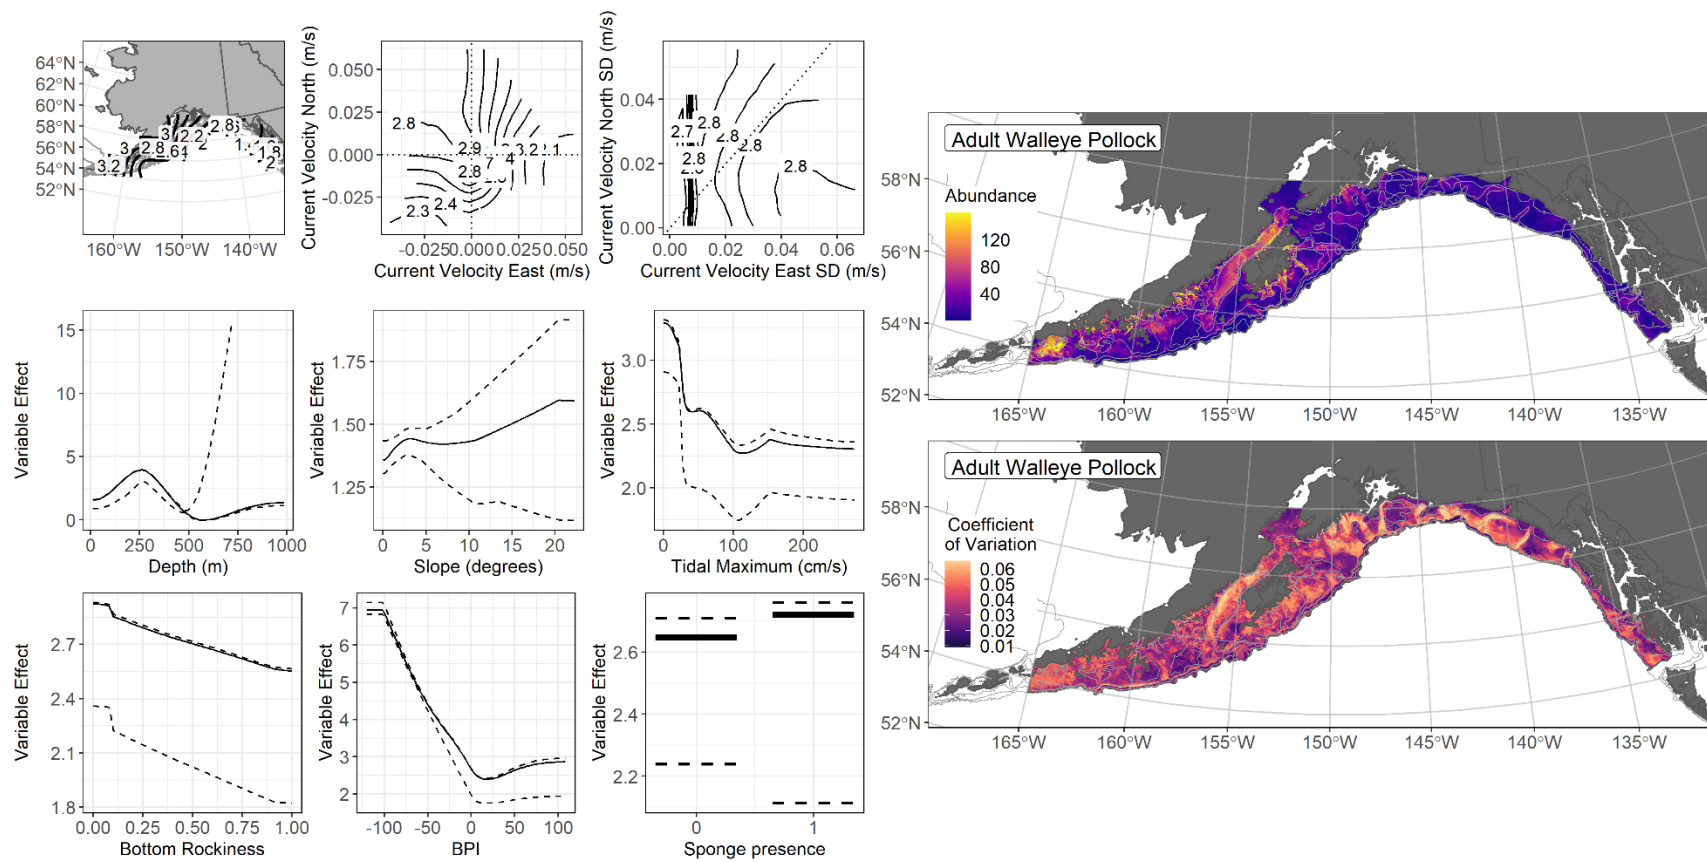 64°N
62°N
60°N
58°N
56°N
54°N
52°N
160°W
150°W
140°W
3.2
2.8
2.2
2.8
2
Current Velocity North (m/s)
0.050
0.025
0.000
-0.025
-0.025
0.000
0.025
0.050
Current Velocity East (m/s)
2.8
2.9
2.8
2.4
2.3
Current Velocity North SD (m/s)
0.04
0.02
0.00
0.00
0.02
0.04
0.06
Current Velocity East SD (m/s)
2.7
2.8
2.8
2.8
2.8
2.8
Variable Effect
15
10
5
0
0
250
500
750
1000
Depth (m)
Variable Effect
1.75
1.50
1.25
0
5
10
15
20
Slope (degrees)
Variable Effect
3.0
2.5
2.0
0
100
200
Tidal Maximum (cm/s)
Variable Effect
2.7
2.4
2.1
1.8
0.00
0.25
0.50
0.75
1.00
Bottom Rockiness
Variable Effect
7
6
5
4
3
2
-100
-50
0
50
100
BPI
Variable Effect
2.6
2.4
2.2
0
1
Sponge presence
Adult Walleye Pollock
Abundance
120
80
40
58°N
56°N
54°N
52°N
165°W
160°W
155°W
150°W
145°W
140°W
135°W
Adult Walleye Pollock
Coefficient
of Variation
0.06
0.05
0.04
0.03
0.02
0.01
58°N
56°N
54°N
52°N
165°W
160°W
155°W
150°W
145°W
140°W
135°W